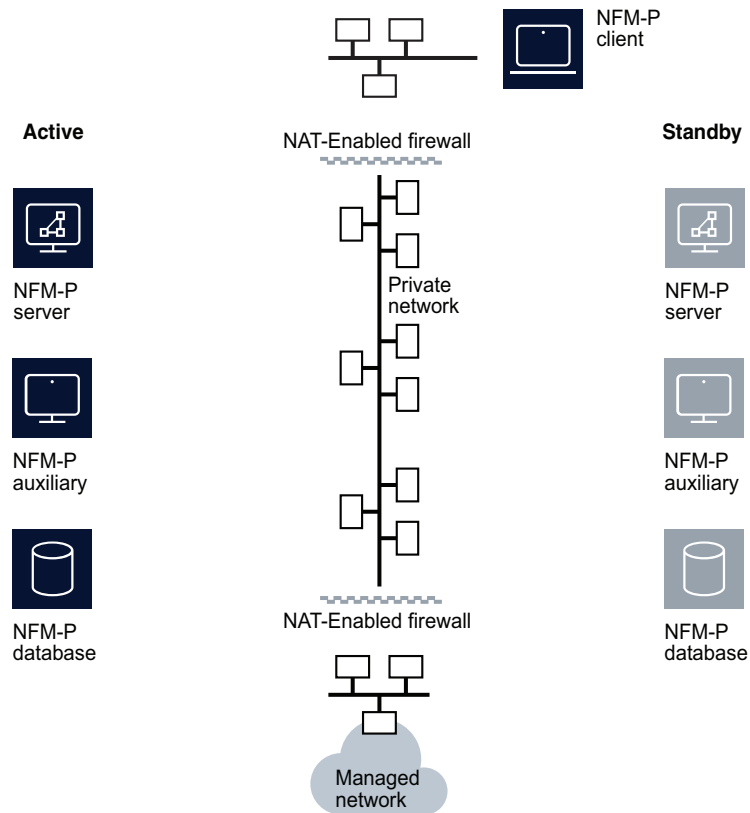 NFM-P
client
Active
NAT-Enabled firewall
Standby
NFM-P
server
Private
network
NFM-P
server
NFM-P
auxiliary
NFM-P
auxiliary
NAT-Enabled firewall
NFM-P
database
NFM-P
database
Managed
network